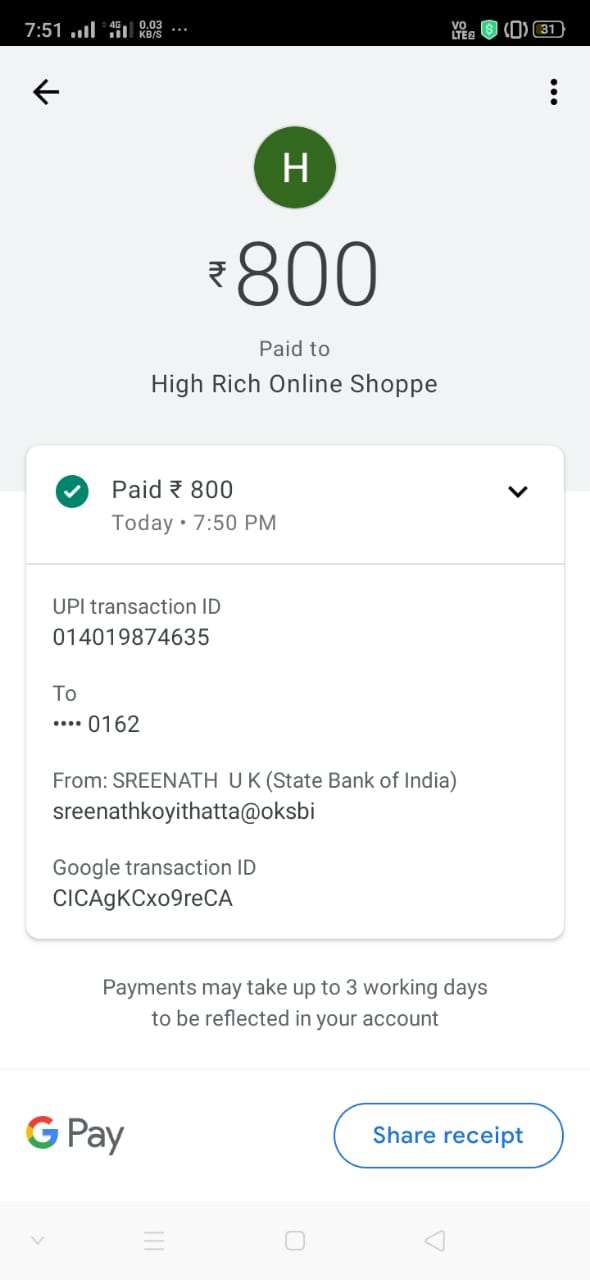 7:51 4G 0.03 KB/S ... VO LTE 31
H
₹800
Paid to
High Rich Online Shoppe
Paid ₹ 800
Today • 7:50 PM
UPI transaction ID
014019874635
To
•••• 0162
From: SREENATH U K (State Bank of India)
sreenathkoyithatta@oksbi
Google transaction ID
CICAgKCxo9reCA
Payments may take up to 3 working days
to be reflected in your account
G Pay
Share receipt